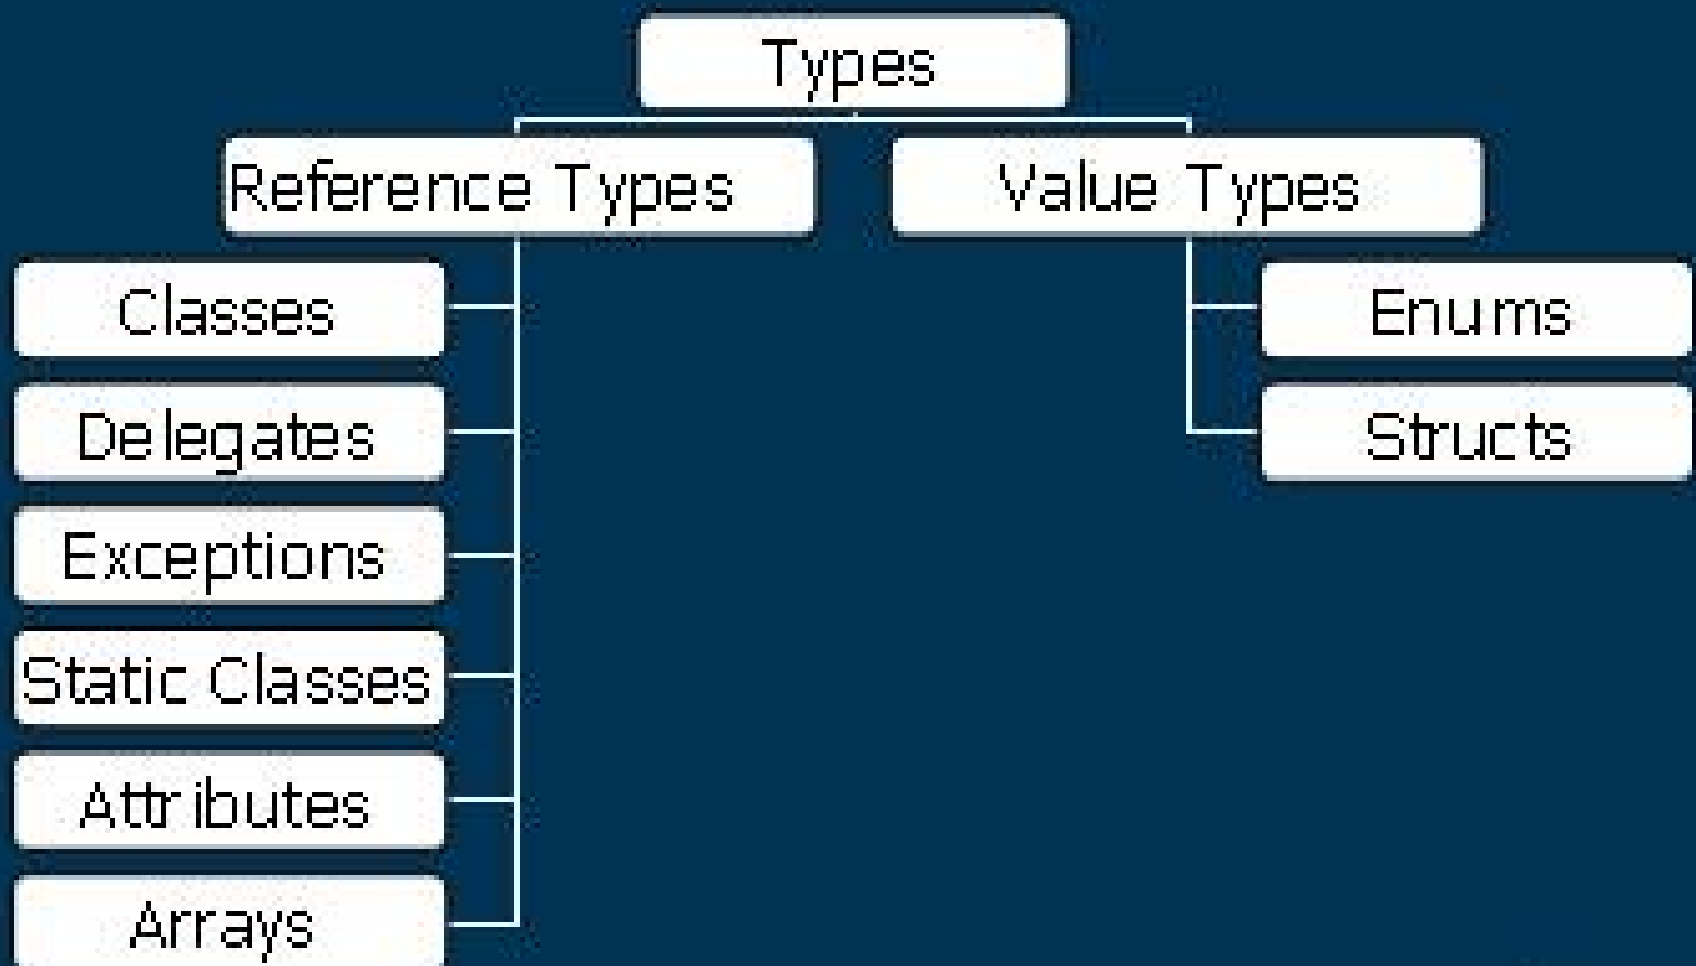 Types
Reference Types
Value Types
Classes
Delegates
Exceptions
Static Classes
Attributes
Arrays
Enums
Structs